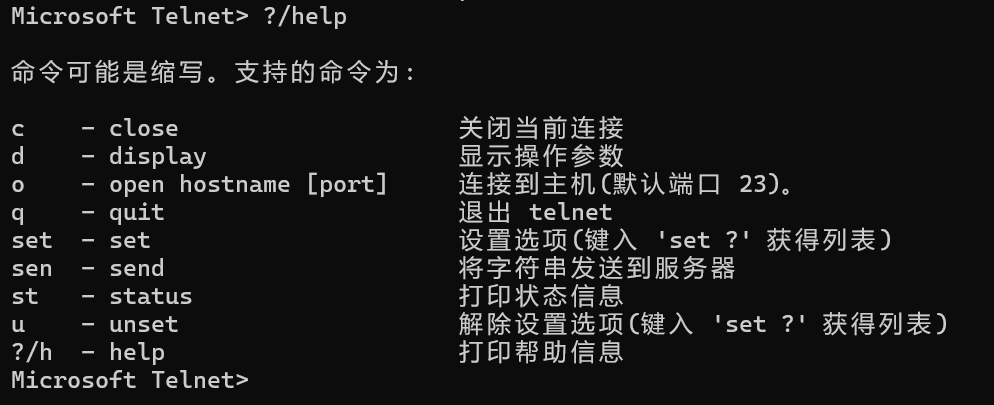 Microsoft Telnet> ?/help
命令可能是缩写。支持的命令为:
c    - close                         关闭当前连接
d    - display                       显示操作参数
o    - open hostname [port]          连接到主机(默认端口 23)。
q    - quit                          退出 telnet
set  - set                           设置选项(键入 'set ?' 获得列表)
sen  - send                          将字符串发送到服务器
st   - status                        打印状态信息
u    - unset                         解除设置选项(键入 'set ?' 获得列表)
?/h  - help                          打印帮助信息
Microsoft Telnet>